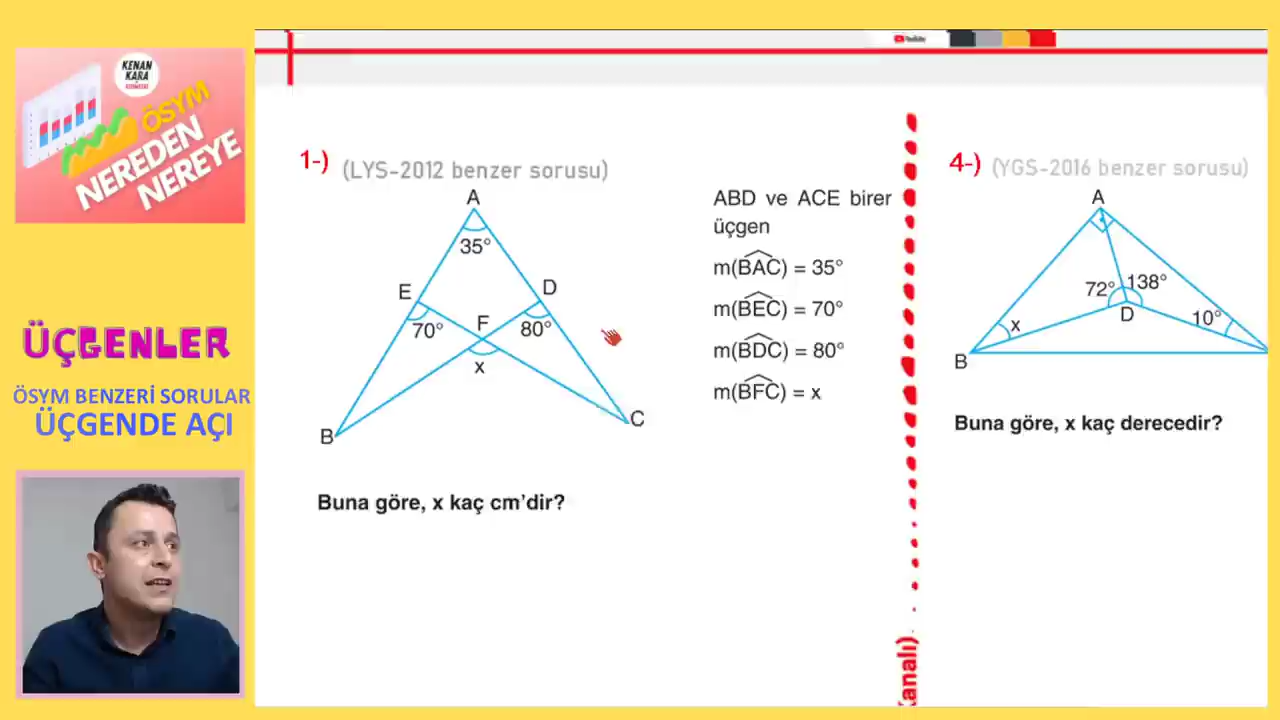 KENAN
KARA
ÖSYM
NEREDEN
NEREYE
ÜÇGENLER
ÖSYM BENZERİ SORULAR
ÜÇGENDE AÇI
YouTube
1-) (LYS-2012 benzer sorusu)
A
35°
E
D
70°
F
80°
x
B
C
ABD ve ACE birer
üçgen
m(BAC) = 35°
m(BEC) = 70°
m(BDC) = 80°
m(BFC) = x
Buna göre, x kaç cm'dir?
4-) (YGS-2016 benzer sorusu)
A
72°
138°
D
x
10°
B
Buna göre, x kaç derecedir?